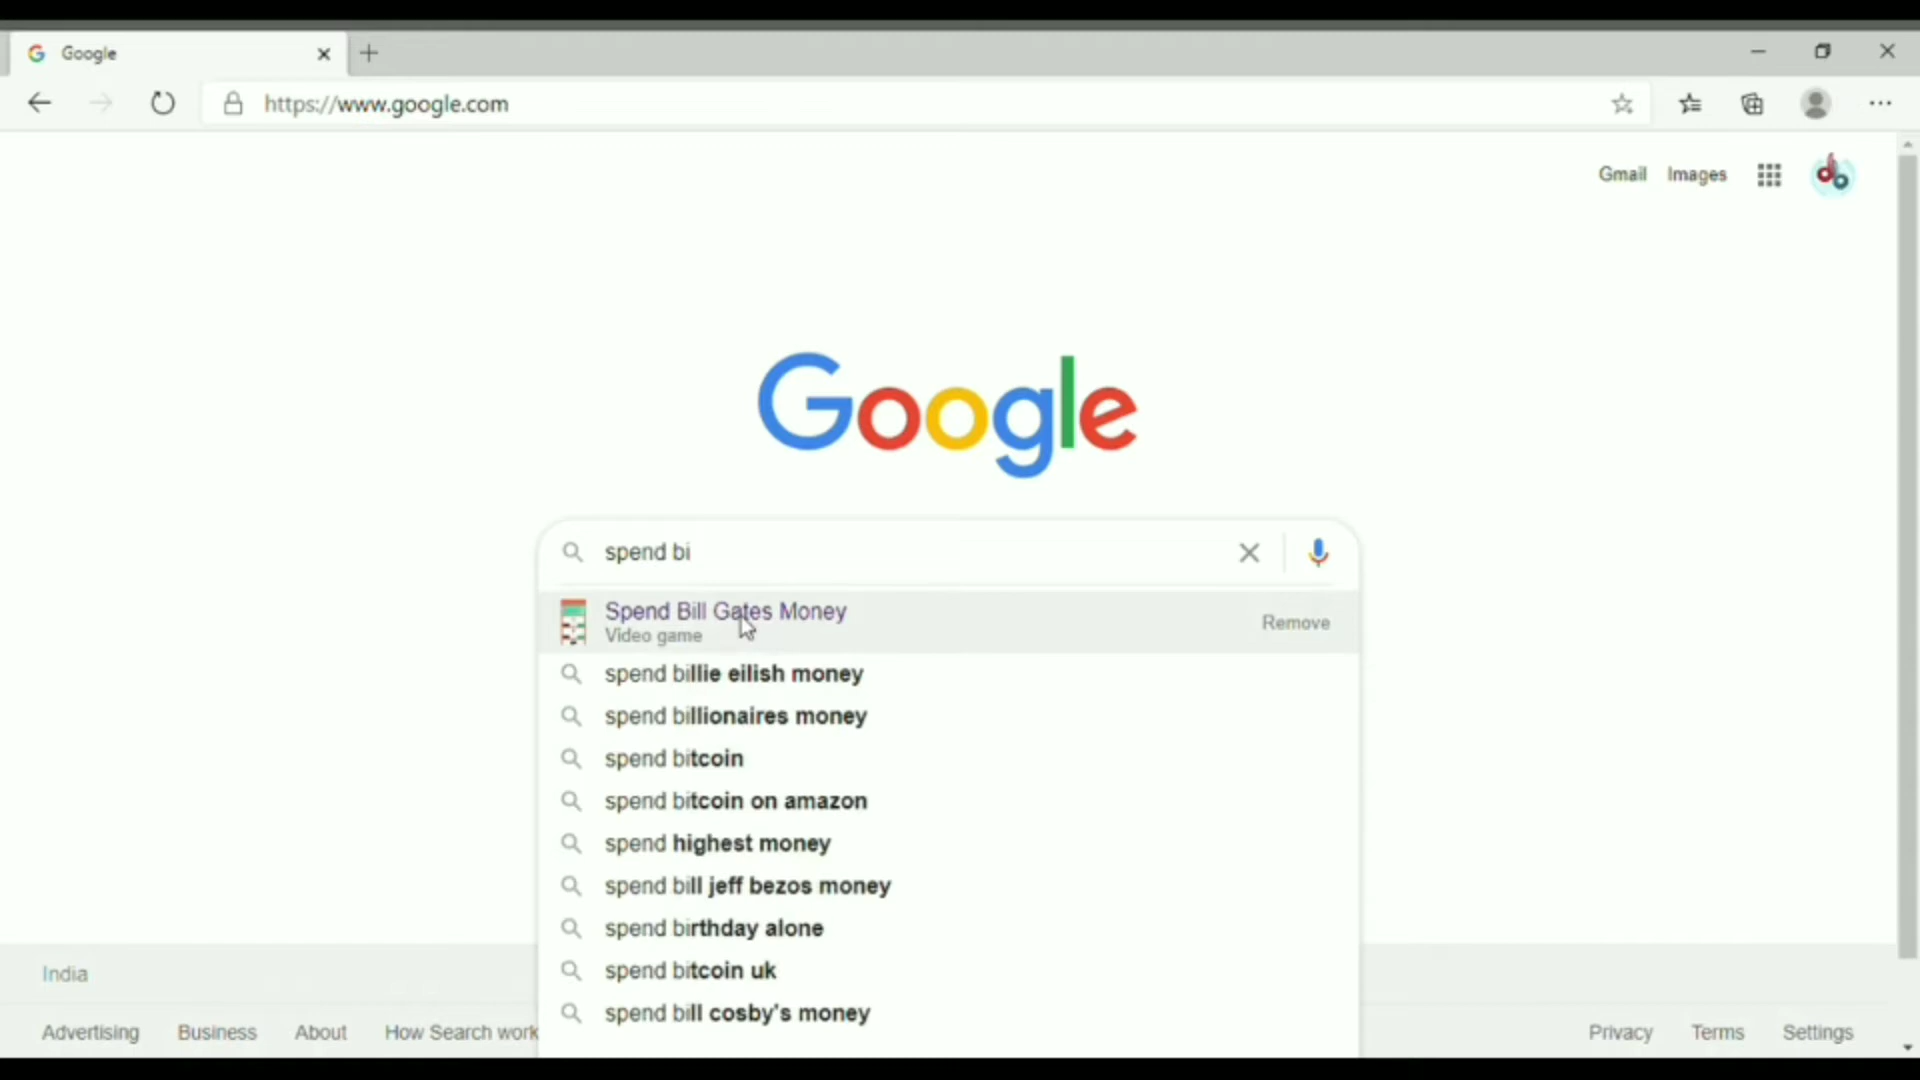 Google
https://www.google.com
Gmail Images
Google
spend bi
Spend Bill Gates Money
Video game
Remove
spend billie eilish money
spend billionaires money
spend bitcoin
spend bitcoin on amazon
spend highest money
spend bill jeff bezos money
spend birthday alone
spend bitcoin uk
spend bill cosby's money
India
Advertising Business About How Search work
Privacy Terms Settings